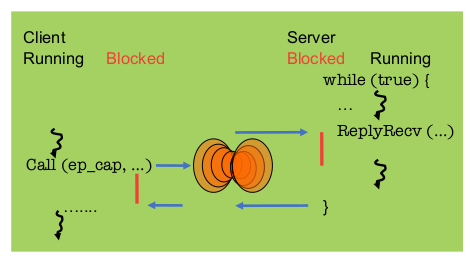 Client Server
Running Blocked Blocked Running
while (true) {
...
ReplyRecv (...)
Call (ep_cap, ...)
....... }